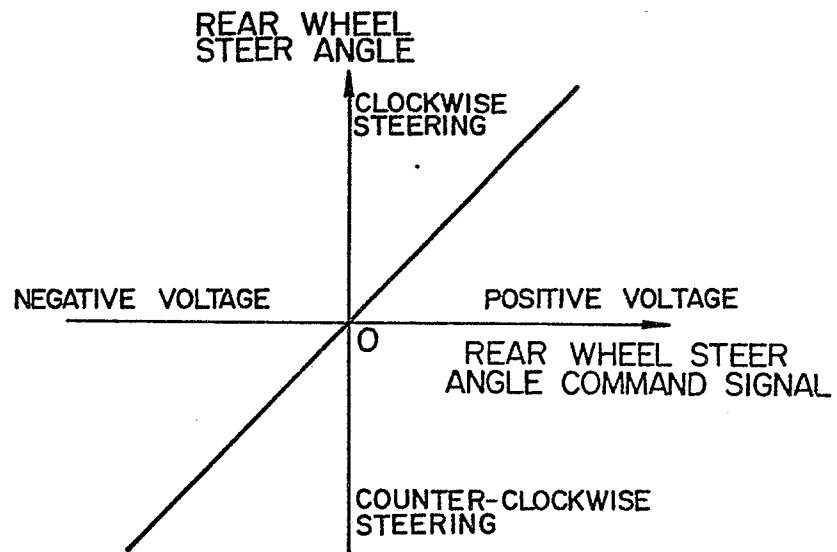 REAR WHEEL
STEER ANGLE
CLOCKWISE
STEERING
NEGATIVE VOLTAGE
POSITIVE VOLTAGE
O
REAR WHEEL STEER
ANGLE COMMAND SIGNAL
COUNTER-CLOCKWISE
STEERING